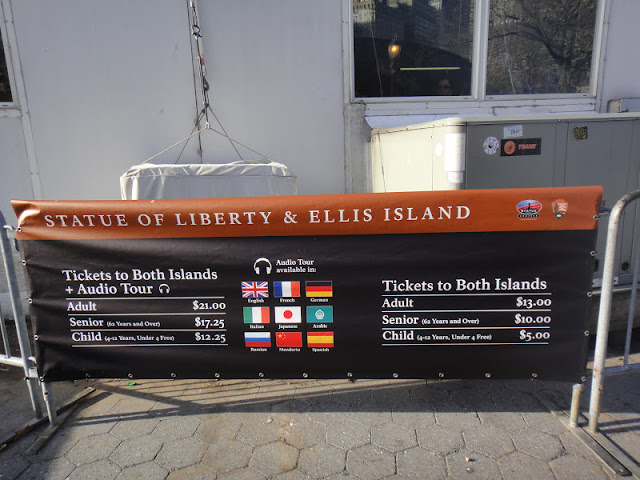 STATUE OF LIBERTY & ELLIS ISLAND
Tickets to Both Islands
+ Audio Tour
Adult $21.00
Senior (62 Years and Over) $17.25
Child (4-12 Years, Under 4 Free) $12.25
Audio Tour
available in:
English French German
Italian Japanese Arabic
Russian Mandarin Spanish
Tickets to Both Islands
Adult $13.00
Senior (62 Years and Over) $10.00
Child (4-12 Years, Under 4 Free) $5.00
TRANE